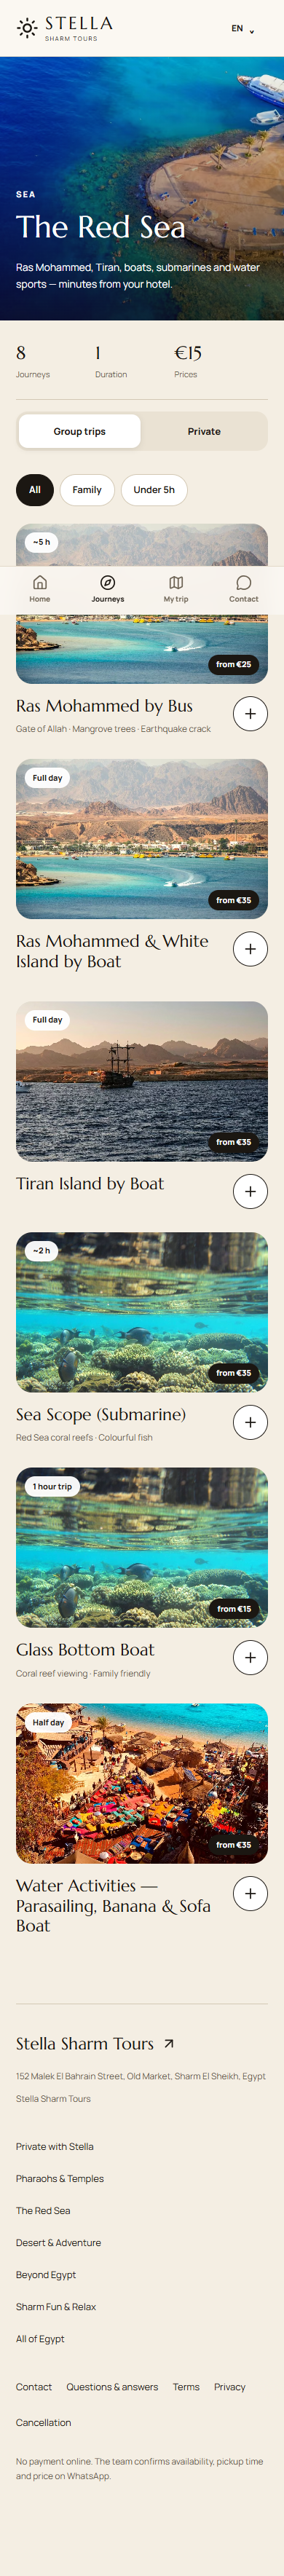 STELLA
SHARM TOURS
EN
SEA
The Red Sea
Ras Mohammed, Tiran, boats, submarines and water
sports — minutes from your hotel.
8
1
€15
Journeys
Duration
Prices
Group trips
Private
All
Family
Under 5h
~5 h
Home
Journeys
My trip
Contact
from €25
Ras Mohammed by Bus
Gate of Allah · Mangrove trees · Earthquake crack
Full day
from €35
Ras Mohammed & White
Island by Boat
Full day
from €35
Tiran Island by Boat
~2 h
from €35
Sea Scope (Submarine)
Red Sea coral reefs · Colourful fish
1 hour trip
from €15
Glass Bottom Boat
Coral reef viewing · Family friendly
Half day
from €35
Water Activities —
Parasailing, Banana & Sofa
Boat
Stella Sharm Tours
152 Malek El Bahrain Street, Old Market, Sharm El Sheikh, Egypt
Stella Sharm Tours
Private with Stella
Pharaohs & Temples
The Red Sea
Desert & Adventure
Beyond Egypt
Sharm Fun & Relax
All of Egypt
Contact
Questions & answers
Terms
Privacy
Cancellation
No payment online. The team confirms availability, pickup time
and price on WhatsApp.